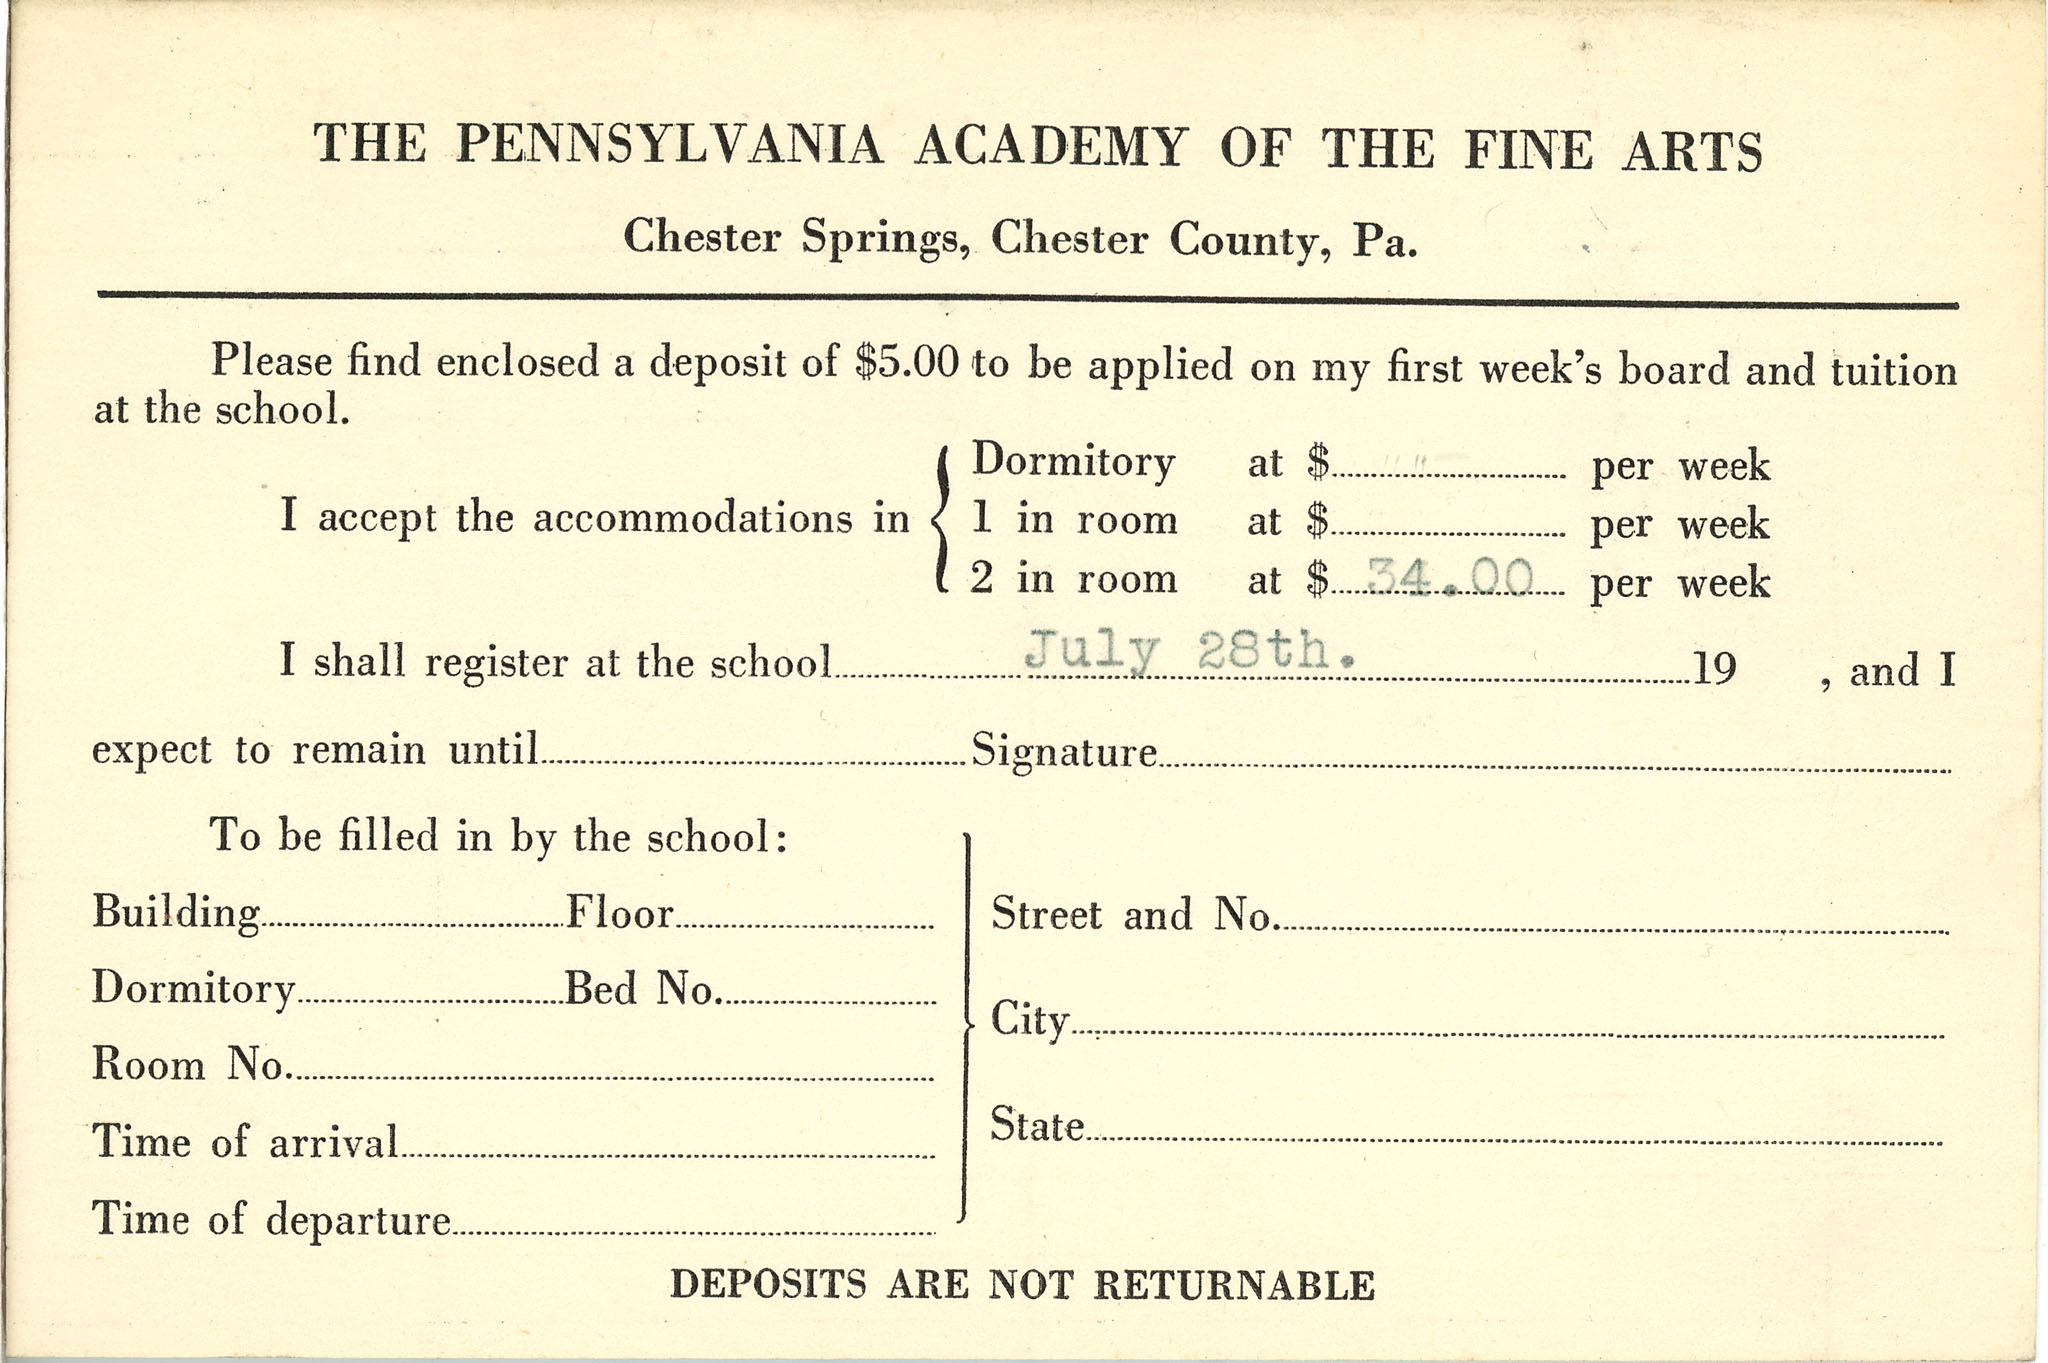 THE PENNSYLVANIA ACADEMY OF THE FINE ARTS
Chester Springs, Chester County, Pa.
Please find enclosed a deposit of $5.00 to be applied on my first week's board and tuition
at the school.
Dormitory at $ per week
I accept the accommodations in 1 in room at $ per week
2 in room at $ 34.00 per week
I shall register at the school July 28th. 19 , and I
expect to remain until Signature
To be filled in by the school:
Building Floor
Dormitory Bed No.
Room No.
Time of arrival
Time of departure
Street and No.
City
State
DEPOSITS ARE NOT RETURNABLE